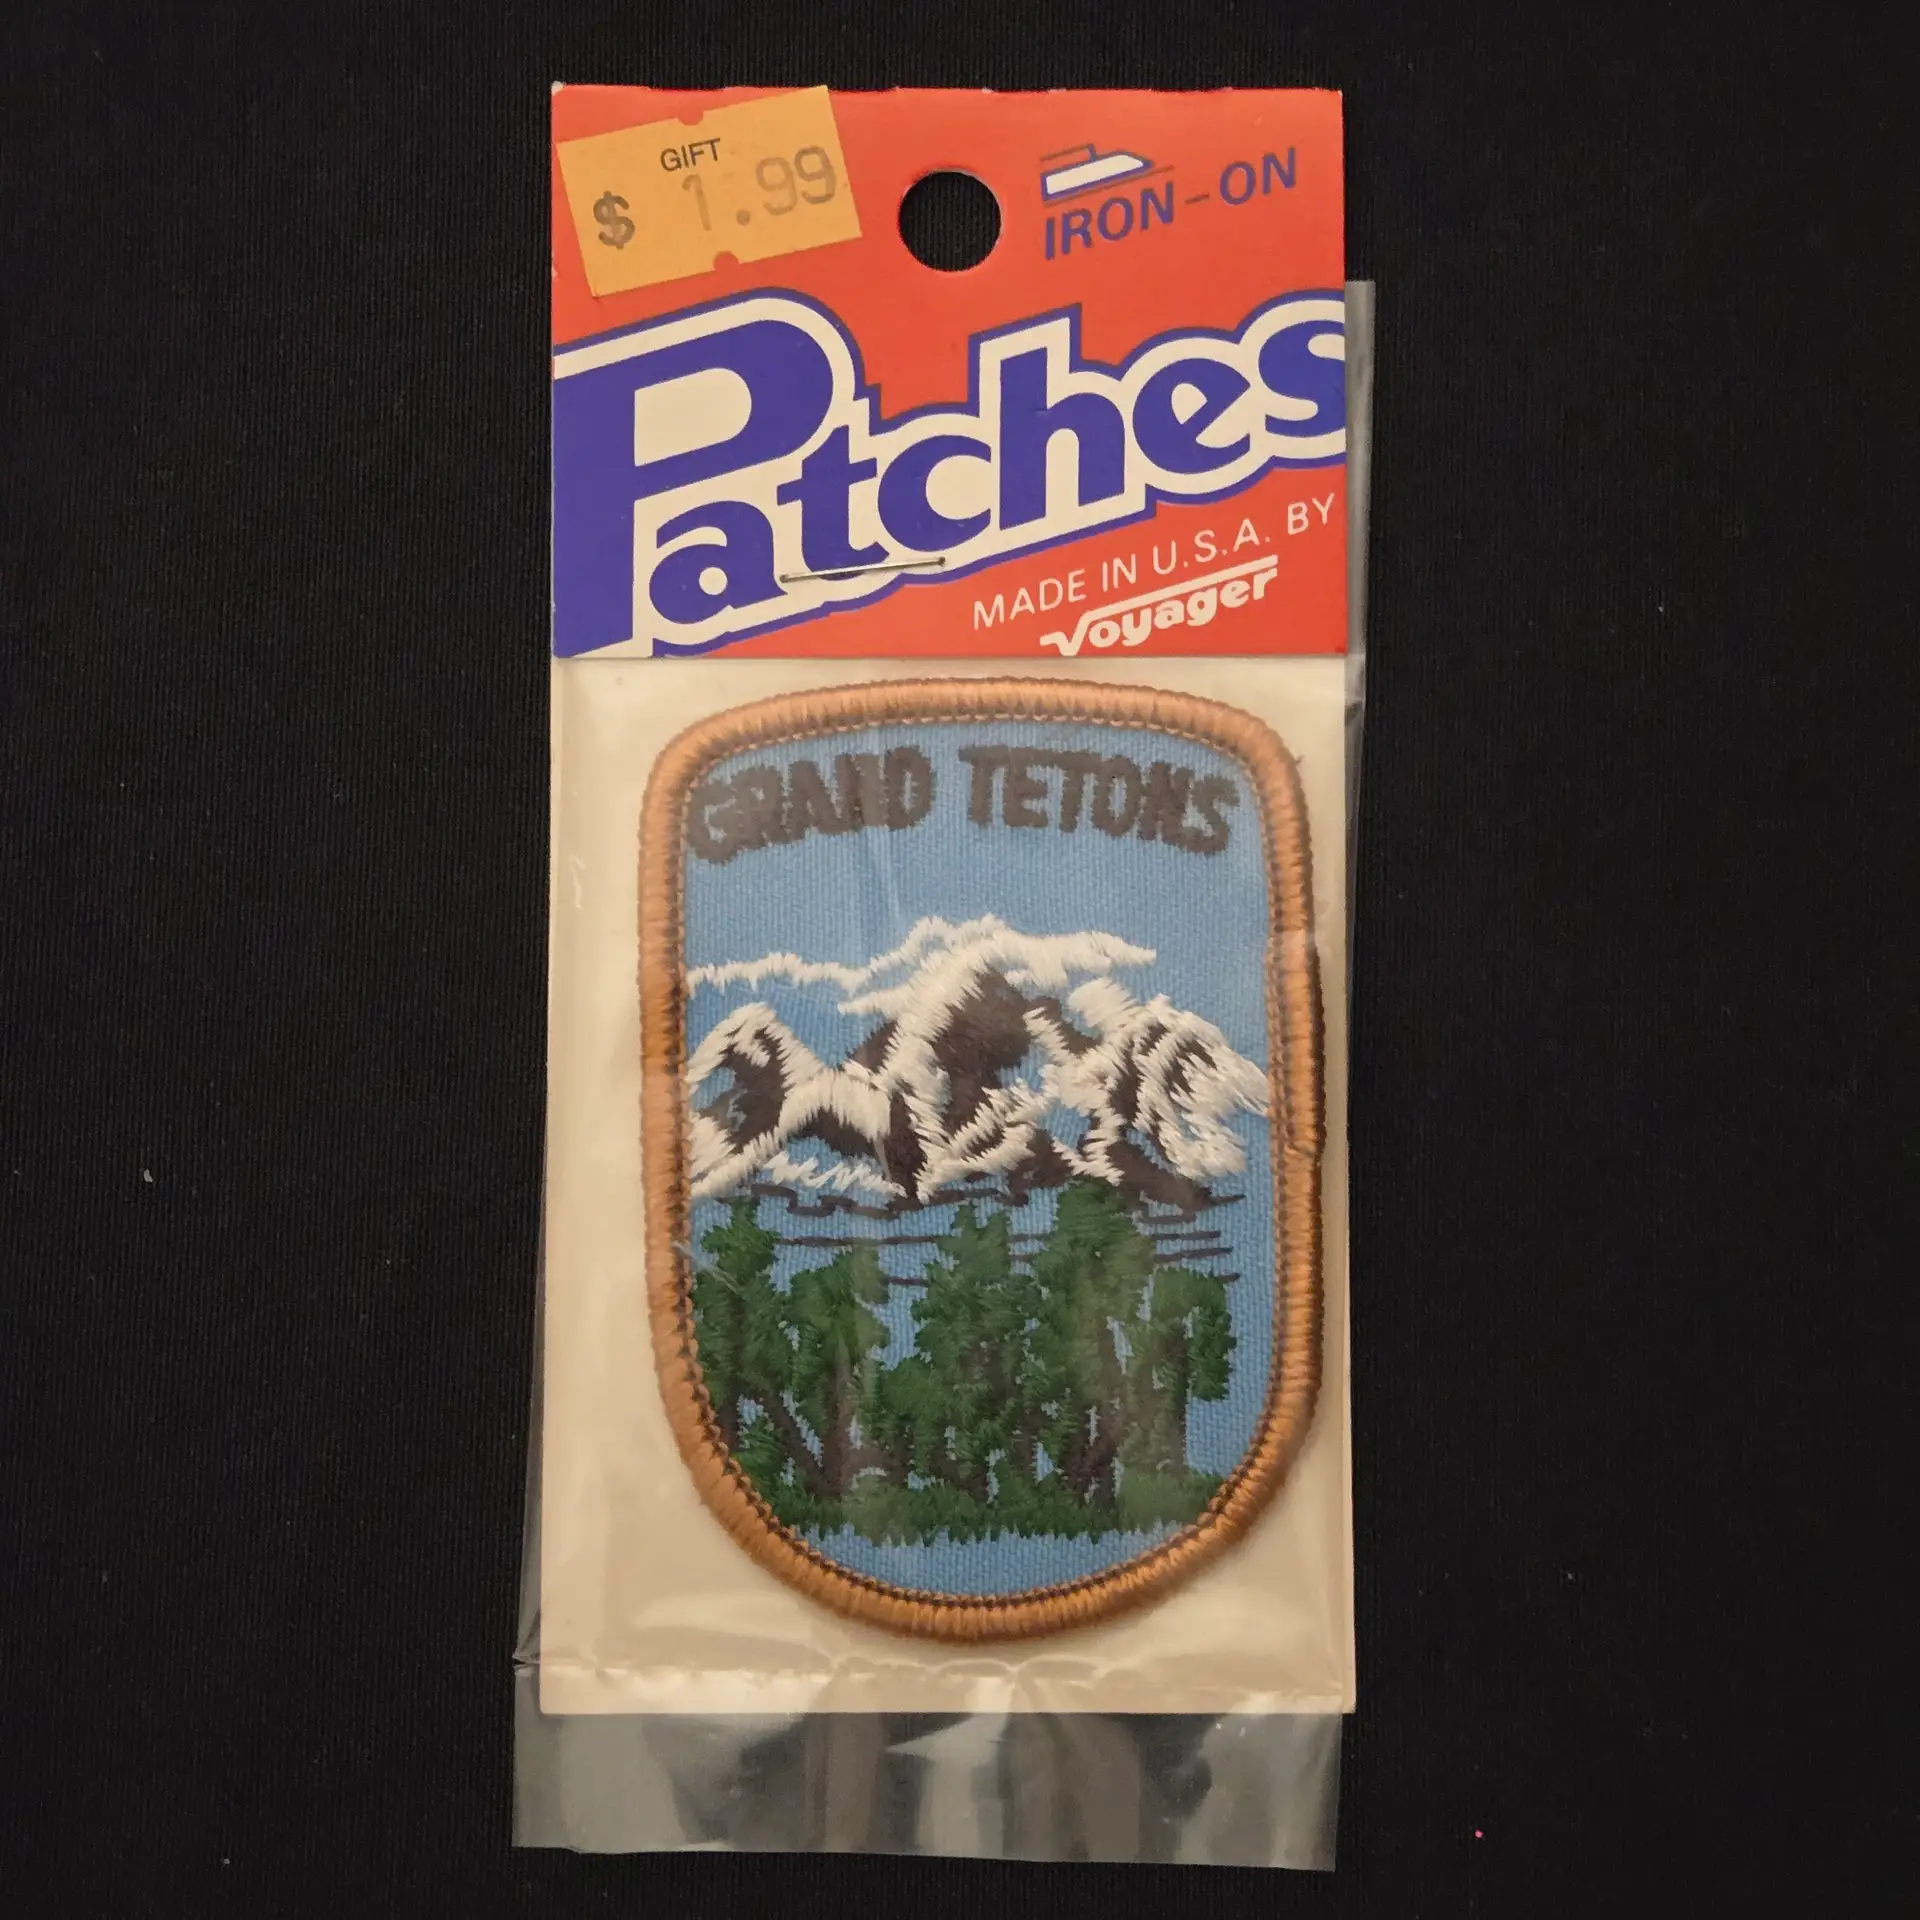 GIFT
$ 1.99
IRON-ON
Patches
MADE IN U.S.A. BY
Voyager
GRAND TETONS